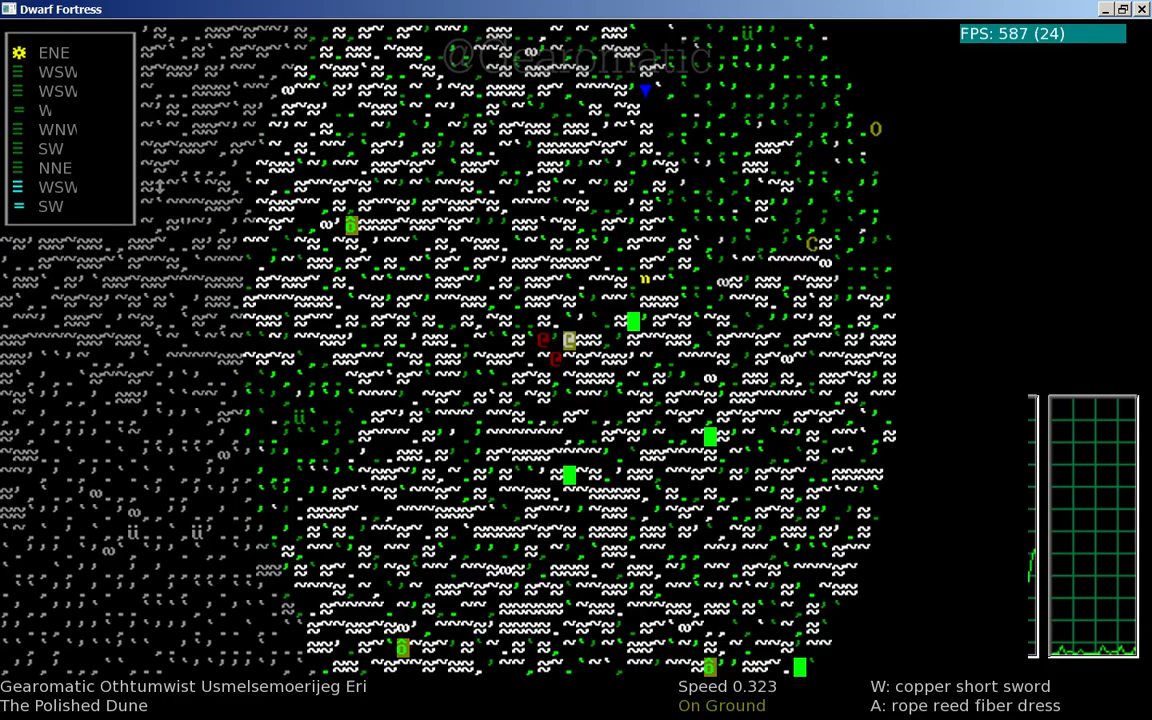 Dwarf Fortress
@Gearomatic
FPS: 587 (24)
ENE
WSW
WSW
W
WNW
SW
NNE
WSW
SW
Gearomatic Othtumwist Usmelsemoerijeg Eri
The Polished Dune
Speed 0.323
On Ground
W: copper short sword
A: rope reed fiber dress